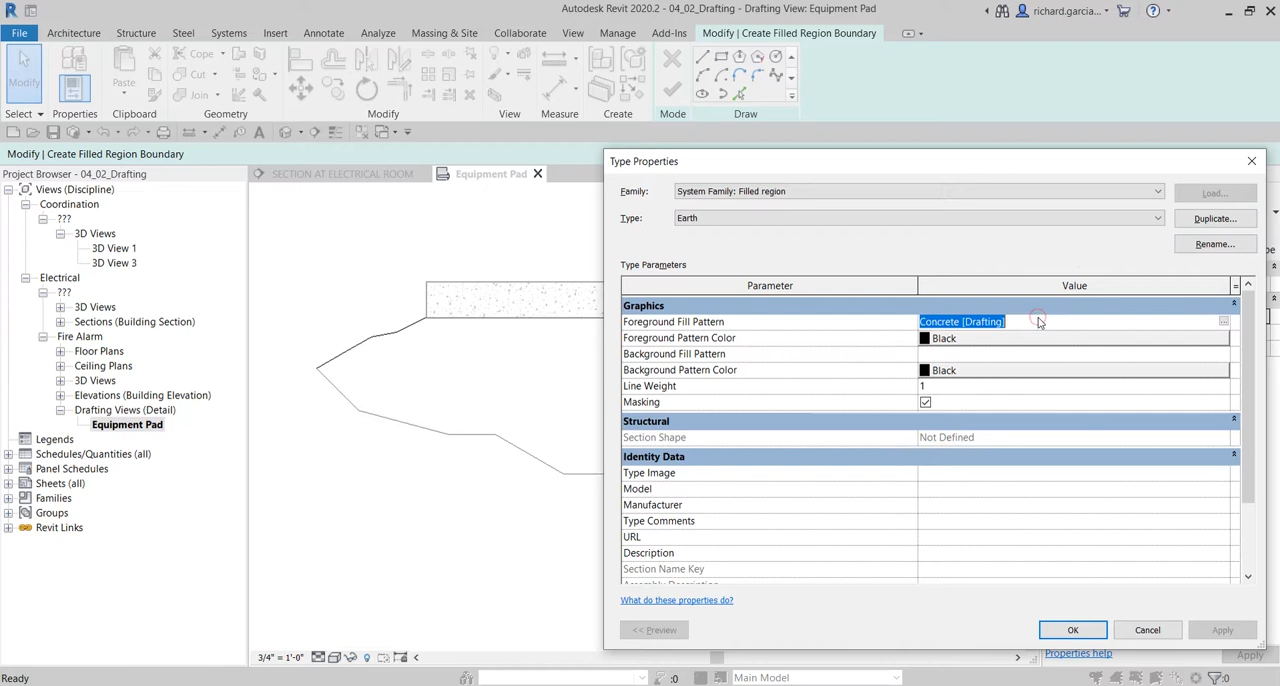 Autodesk Revit 2020.2 - 04_02_Drafting - Drafting View: Equipment Pad
richard.garcia...
File Architecture Structure Steel Systems Insert Annotate Analyze Massing & Site Collaborate View Manage Add-Ins Modify | Create Filled Region Boundary
Modify Paste Cope Cut Join
Select Properties Clipboard Geometry Modify View Measure Create Mode Draw
Modify | Create Filled Region Boundary
Project Browser - 04_02_Drafting
SECTION AT ELECTRICAL ROOM
Equipment Pad
Views (Discipline)
Coordination
???
3D Views
3D View 1
3D View 3
Electrical
???
3D Views
Sections (Building Section)
Fire Alarm
Floor Plans
Ceiling Plans
3D Views
Elevations (Building Elevation)
Drafting Views (Detail)
Equipment Pad
Legends
Schedules/Quantities (all)
Panel Schedules
Sheets (all)
Families
Groups
Revit Links
Type Properties
Family: System Family: Filled region Load...
Type: Earth Duplicate...
Rename...
Type Parameters
Parameter Value =
Graphics
Foreground Fill Pattern Concrete [Drafting]
Foreground Pattern Color Black
Background Fill Pattern
Background Pattern Color Black
Line Weight 1
Masking
Structural
Section Shape Not Defined
Identity Data
Type Image
Model
Manufacturer
Type Comments
URL
Description
Section Name Key
What do these properties do?
<< Preview OK Cancel Apply
Properties help Apply
3/4" = 1'-0"
Ready :0 Main Model :0